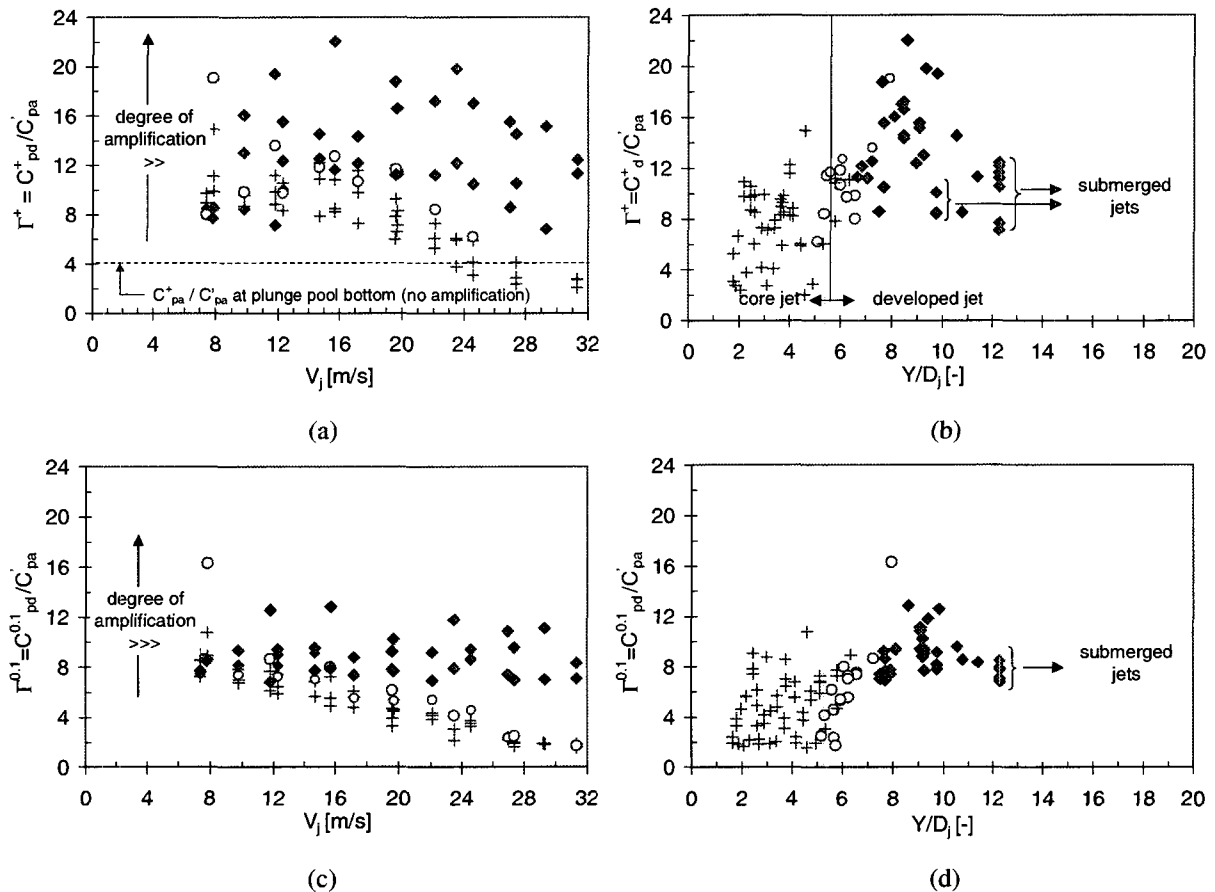 24
20
16
12
8
4
0
Γ⁺ = C⁺pd/C'pa
degree of
amplification
>>
C⁺pa / C'pa at plunge pool bottom (no amplification)
0 4 8 12 16 20 24 28 32
Vj [m/s]
(a)
24
20
16
12
8
4
0
Γ⁺=C⁺d/C'pa
submerged
jets
core jet
developed jet
0 2 4 6 8 10 12 14 16 18 20
Y/Dj [-]
(b)
24
20
16
12
8
4
0
Γ^0.1=C^0.1pd/C'pa
degree of
amplification
>>>
0 4 8 12 16 20 24 28 32
Vj [m/s]
(c)
24
20
16
12
8
4
0
Γ^0.1=C^0.1pd/C'pa
submerged
jets
0 2 4 6 8 10 12 14 16 18 20
Y/Dj [-]
(d)